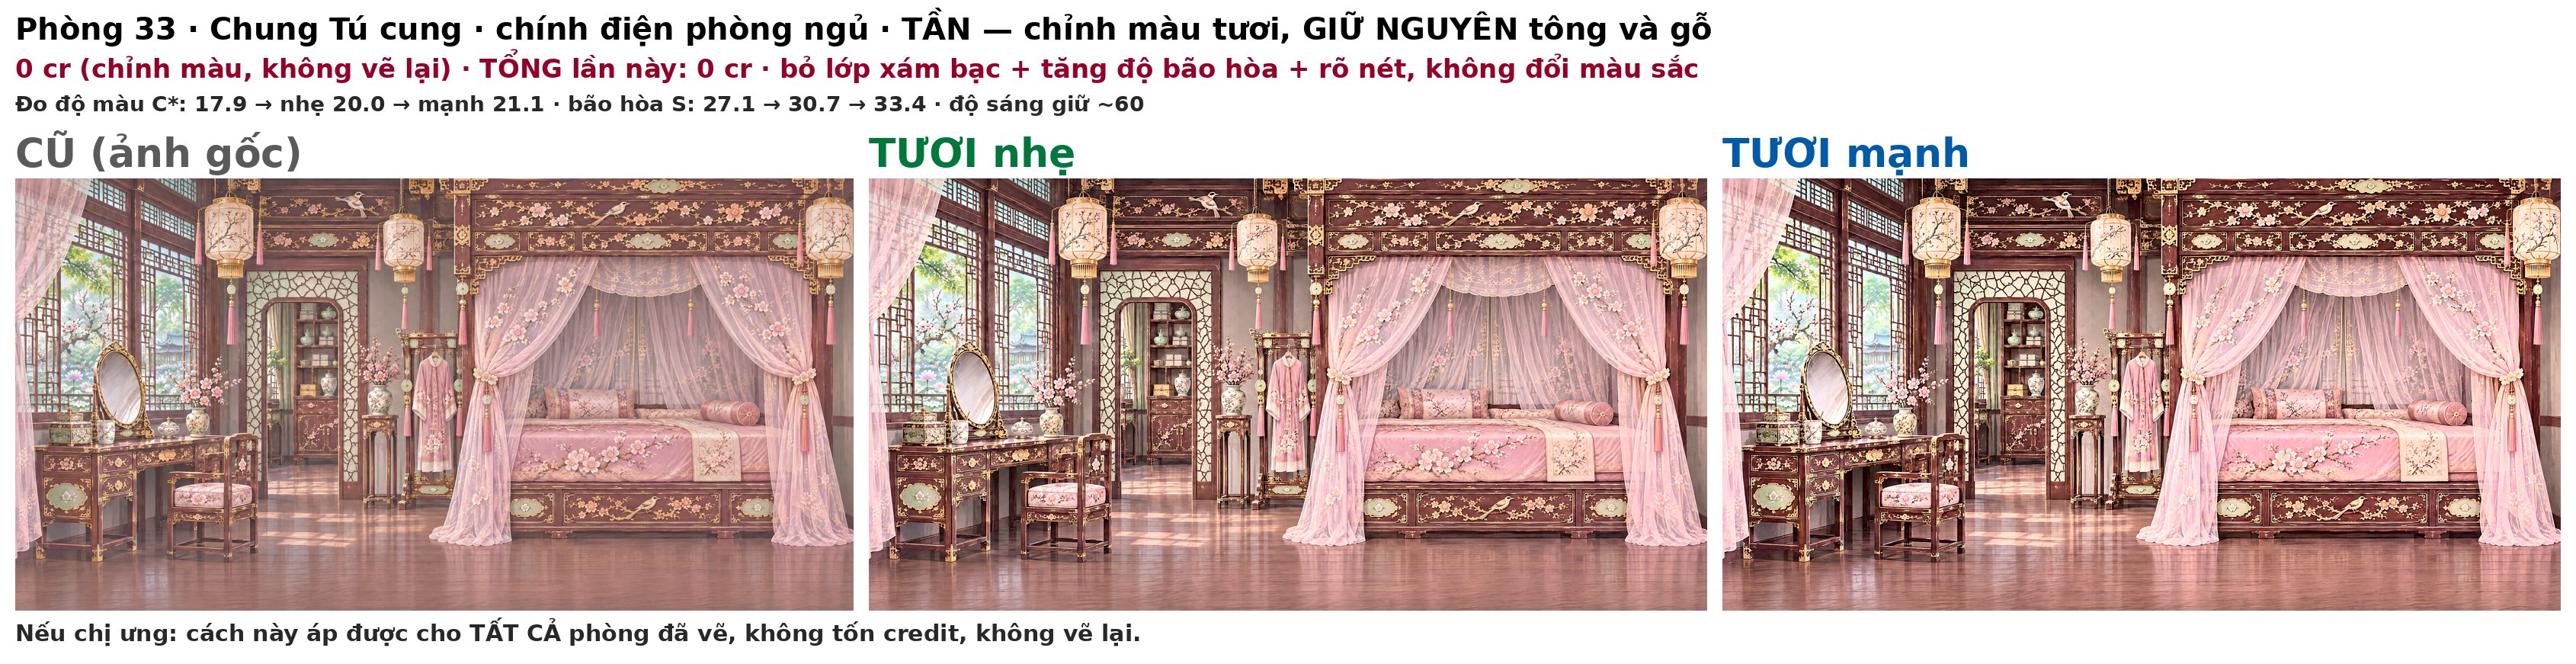 Phòng 33 · Chung Tú cung · chính điện phòng ngủ · TẦN — chỉnh màu tươi, GIỮ NGUYÊN tông và gỗ
0 cr (chỉnh màu, không vẽ lại) · TỔNG lần này: 0 cr · bỏ lớp xám bạc + tăng độ bão hòa + rõ nét, không đổi màu sắc
Đo độ màu C*: 17.9 → nhẹ 20.0 → mạnh 21.1 · bão hòa S: 27.1 → 30.7 → 33.4 · độ sáng giữ ~60
CŨ (ảnh gốc)
TƯƠI nhẹ
TƯƠI mạnh
Nếu chị ưng: cách này áp được cho TẤT CẢ phòng đã vẽ, không tốn credit, không vẽ lại.